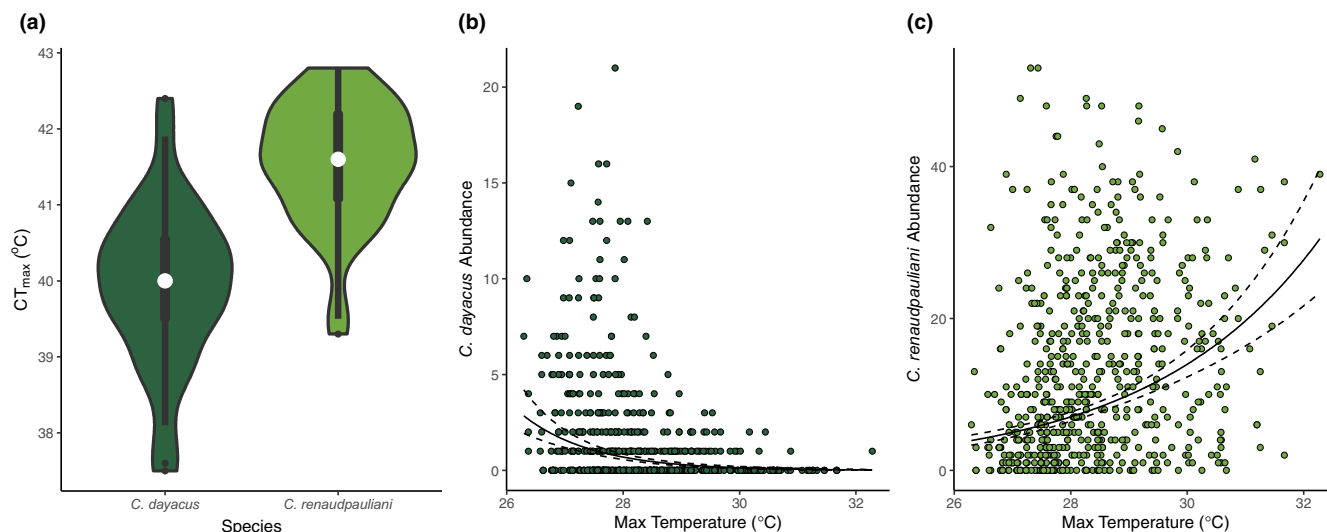 (a)
43
42
41
40
39
38
CTmax (°C)
C. dayacus
C. renaudpauliani
Species
(b)
20
15
10
5
0
C. dayacus Abundance
26
28
30
32
Max Temperature (°C)
(c)
40
20
0
C. renaudpauliani Abundance
26
28
30
32
Max Temperature (°C)